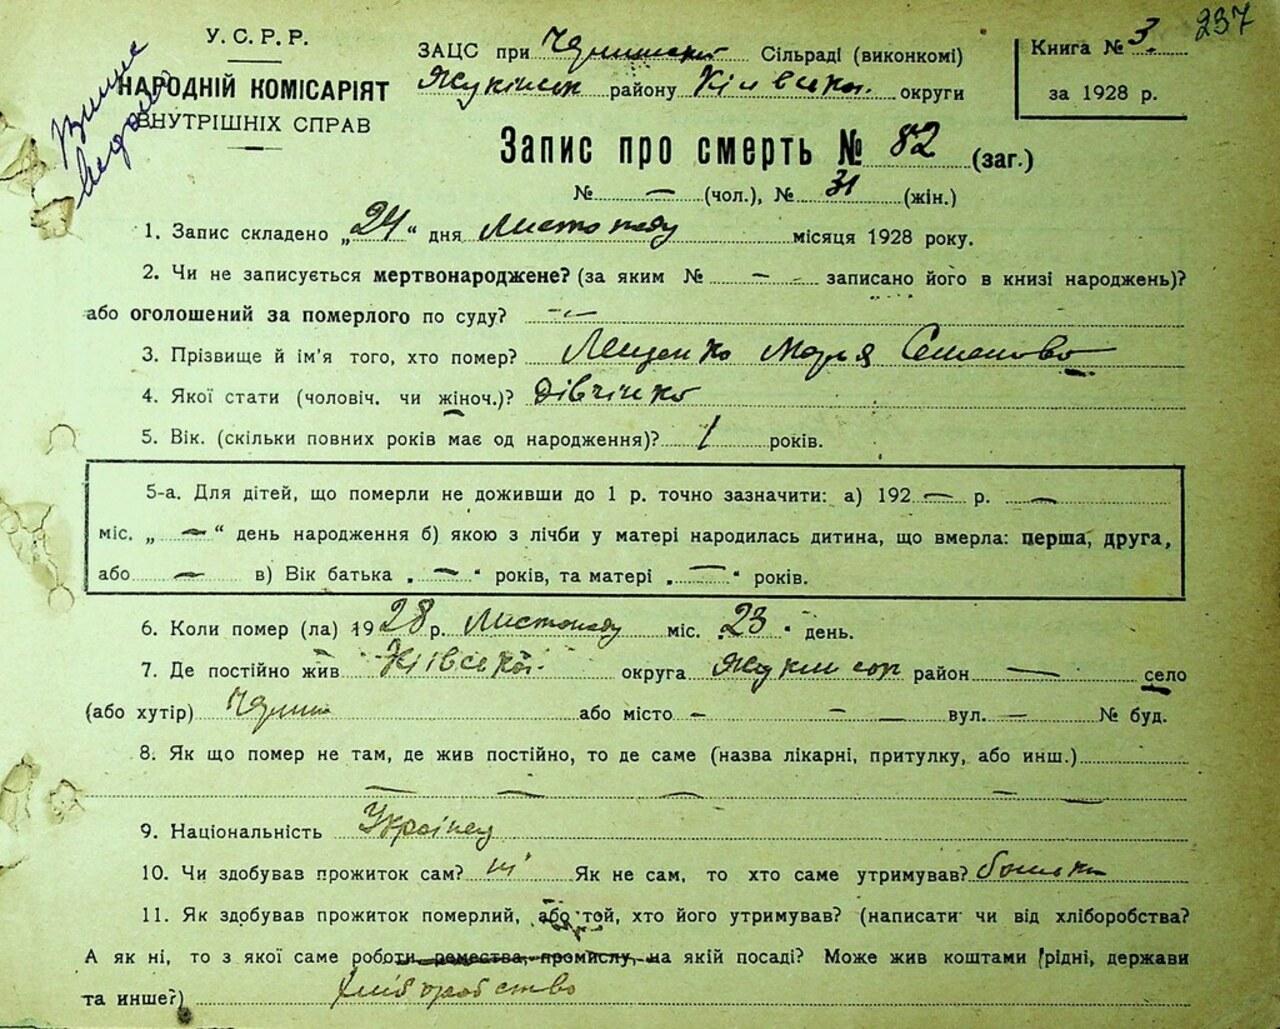 237
У. С. Р. Р.
НАРОДНІЙ КОМІСАРІЯТ
ВНУТРІШНІХ СПРАВ
ЗАЦС при Сільраді (виконкомі)
району Київської округи
Книга № 3.
за 1928 р.
Запис про смерть № 82 (заг.)
№ — (чол.), № 31 (жін.)
1. Запис складено „24“ дня Листопаду місяця 1928 року.
2. Чи не записується мертвонароджене? (за яким № — - записано його в книзі народжень)?
або оголошений за померлого по суду? —
3. Прізвище й ім'я того, хто помер? Лещенко Марія Семенова
4. Якої стати (чоловіч. чи жіноч.)? дівчінка
5. Вік. (скільки повних років має од народження)? 1 років.
5-а. Для дітей, що померли не доживши до 1 р. точно зазначити: а) 192 — р. —
міс. „ — “ день народження б) якою з лічби у матері народилась дитина, що вмерла: перша, друга,
або — в) Вік батька „ — “ років, та матері „ — “ років.
6. Коли помер (ла) 1928 р. Листопаду міс. „23“ день.
7. Де постійно жив Київської округа район — село
(або хутір) або місто — — — вул. — № буд.
8. Як що помер не там, де жив постійно, то де саме (назва лікарні, притулку, або инш.)
— — — — —
9. Національність Українец
10. Чи здобував прожиток сам? ні Як не сам, то хто саме утримував? батьки
11. Як здобував прожиток померлий, або той, хто його утримував? (написати чи від хліборобства?
А як ні, то з якої саме роботи, ремества, промислу, на якій посаді? Може жив коштами рідні, держави
та инше?) хліборобство